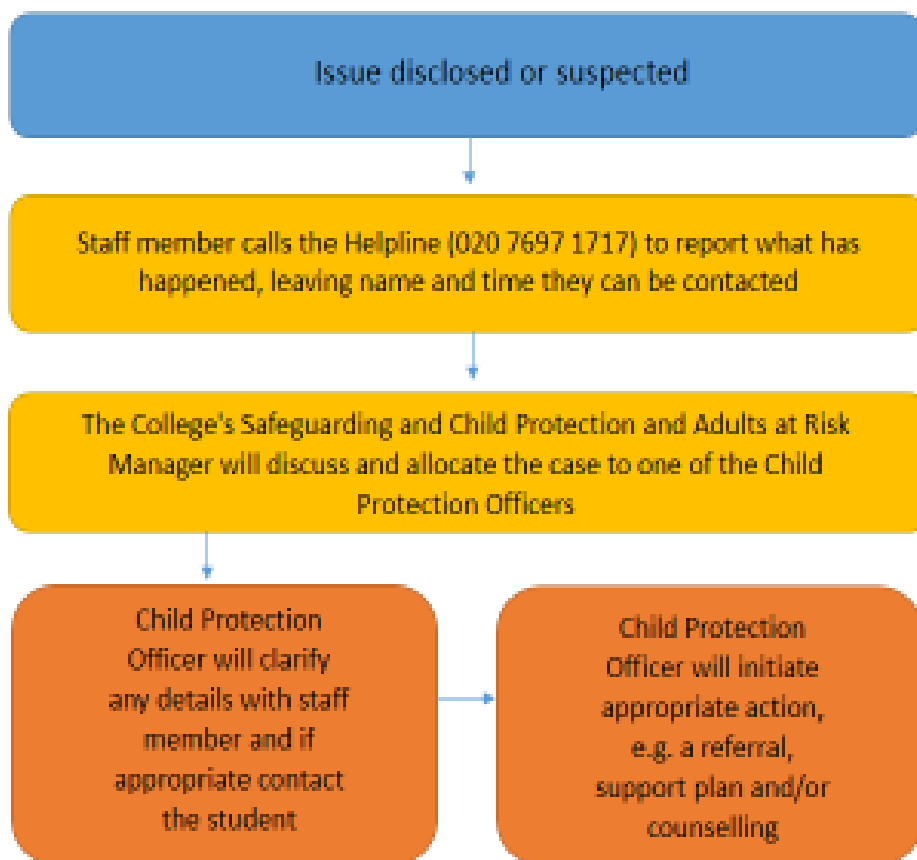 Issue disclosed or suspected
Staff member calls the Helpline (020 7697 1717) to report what has
happened, leaving name and time they can be contacted
The College's Safeguarding and Child Protection and Adults at Risk
Manager will discuss and allocate the case to one of the Child
Protection Officers
Child Protection
Officer will clarify
any details with staff
member and if
appropriate contact
the student
Child Protection
Officer will initiate
appropriate action,
e.g. a referral,
support plan and/or
counselling